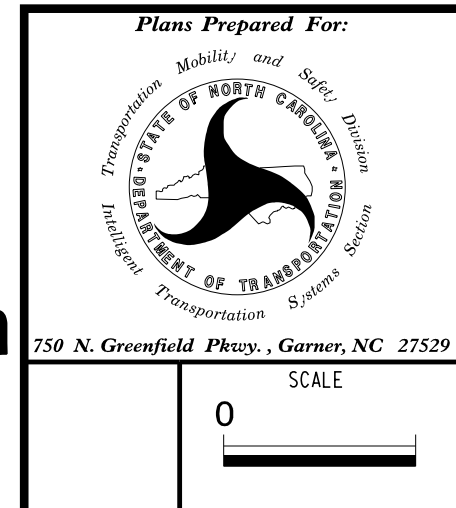 Plans Prepared For:
Transportation Mobility and Safety Division
STATE OF NORTH CAROLINA
DEPARTMENT OF TRANSPORTATION
Intelligent Transportation Systems Section
750 N. Greenfield Pkwy. , Garner, NC 27529
SCALE
0